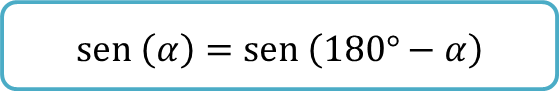 sen (α) = sen (180° − α)